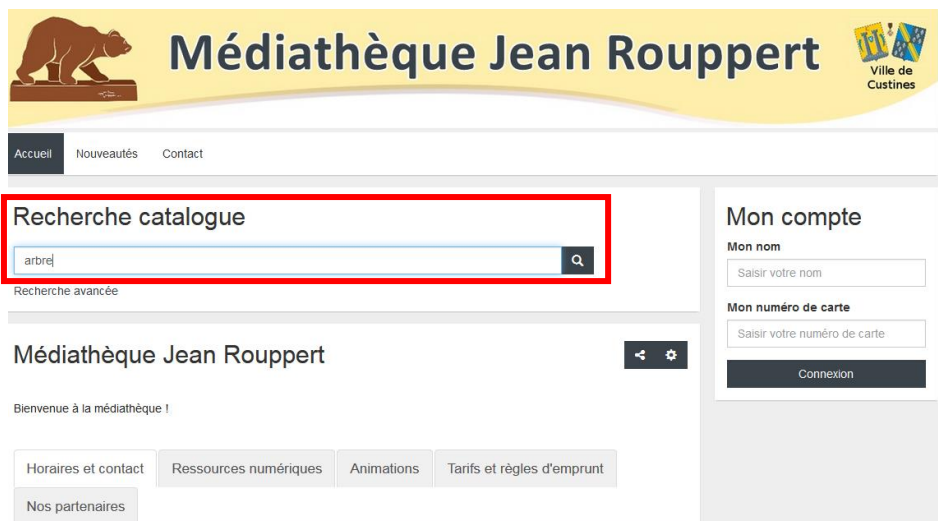 Médiathèque Jean Rouppert
Ville de
Custines
Accueil Nouveautés Contact
Recherche catalogue
arbre
Recherche avancée
Mon compte
Mon nom
Saisir votre nom
Mon numéro de carte
Saisir votre numéro de carte
Connexion
Médiathèque Jean Rouppert
Bienvenue à la médiathèque !
Horaires et contact Ressources numériques Animations Tarifs et règles d'emprunt
Nos partenaires